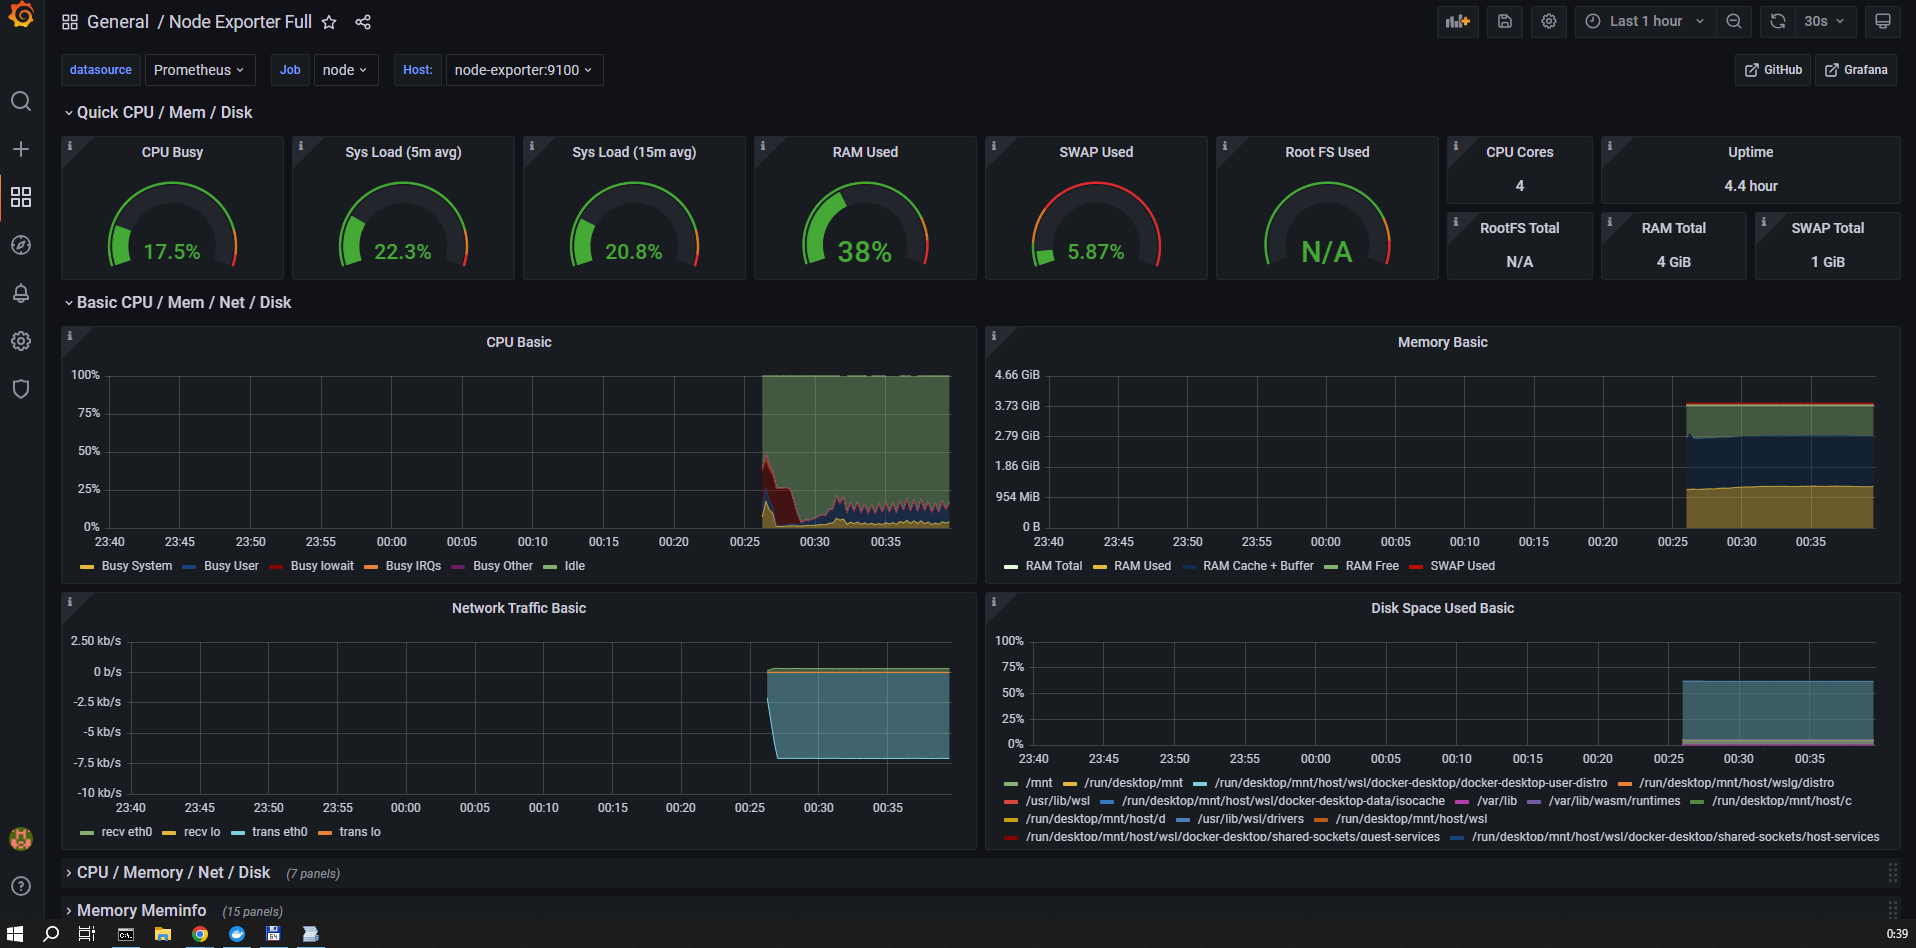 General / Node Exporter Full
Last 1 hour
30s
datasource Prometheus Job node Host: node-exporter:9100
GitHub Grafana
Quick CPU / Mem / Disk
CPU Busy
17.5%
Sys Load (5m avg)
22.3%
Sys Load (15m avg)
20.8%
RAM Used
38%
SWAP Used
5.87%
Root FS Used
N/A
CPU Cores
4
Uptime
4.4 hour
RootFS Total
N/A
RAM Total
4 GiB
SWAP Total
1 GiB
Basic CPU / Mem / Net / Disk
CPU Basic
100%
75%
50%
25%
0%
23:40 23:45 23:50 23:55 00:00 00:05 00:10 00:15 00:20 00:25 00:30 00:35
Busy System Busy User Busy Iowait Busy IRQs Busy Other Idle
Memory Basic
4.66 GiB
3.73 GiB
2.79 GiB
1.86 GiB
954 MiB
0 B
23:40 23:45 23:50 23:55 00:00 00:05 00:10 00:15 00:20 00:25 00:30 00:35
RAM Total RAM Used RAM Cache + Buffer RAM Free SWAP Used
Network Traffic Basic
2.50 kb/s
0 b/s
-2.5 kb/s
-5 kb/s
-7.5 kb/s
-10 kb/s
23:40 23:45 23:50 23:55 00:00 00:05 00:10 00:15 00:20 00:25 00:30 00:35
recv eth0 recv lo trans eth0 trans lo
Disk Space Used Basic
100%
75%
50%
25%
0%
23:40 23:45 23:50 23:55 00:00 00:05 00:10 00:15 00:20 00:25 00:30 00:35
/mnt /run/desktop/mnt /run/desktop/mnt/host/wsl/docker-desktop/docker-desktop-user-distro /run/desktop/mnt/host/wslg/distro
/usr/lib/wsl /run/desktop/mnt/host/wsl/docker-desktop-data/isocache /var/lib /var/lib/wasm/runtimes /run/desktop/mnt/host/c
/run/desktop/mnt/host/d /usr/lib/wsl/drivers /run/desktop/mnt/host/wsl
/run/desktop/mnt/host/wsl/docker-desktop/shared-sockets/guest-services /run/desktop/mnt/host/wsl/docker-desktop/shared-sockets/host-services
CPU / Memory / Net / Disk (7 panels)
Memory Meminfo (15 panels)
0:39